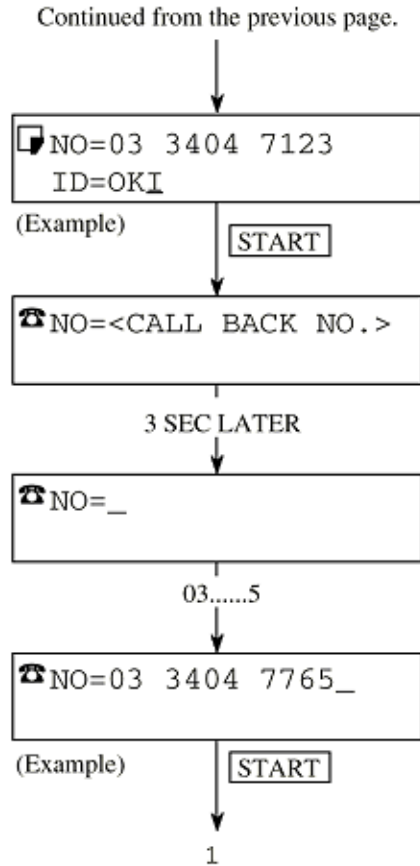 Continued from the previous page.
NO=03 3404 7123
ID=OKI
(Example)
START
NO=<CALL BACK NO.>
3 SEC LATER
NO=_
03......5
NO=03 3404 7765_
(Example)
START
1